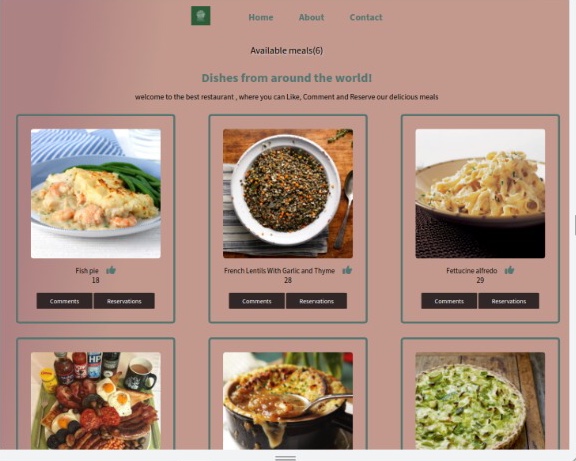 Home About Contact
Available meals(6)
Dishes from around the world!
welcome to the best restaurant , where you can Like, Comment and Reserve our delicious meals
Fish pie
18
Comments Reservations
French Lentils With Garlic and Thyme
28
Comments Reservations
Fettucine alfredo
29
Comments Reservations
HP